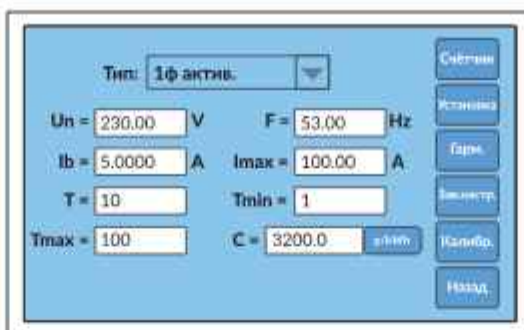 Тип: 1ф актив.
Un = 230.00 V F = 53.00 Hz
Ib = 5.0000 A Imax = 100.00 A
T = 10 Tmin = 1
Tmax = 100 C = 3200.0
Счётчик
Установка
Гарм.
Калибр.
Назад